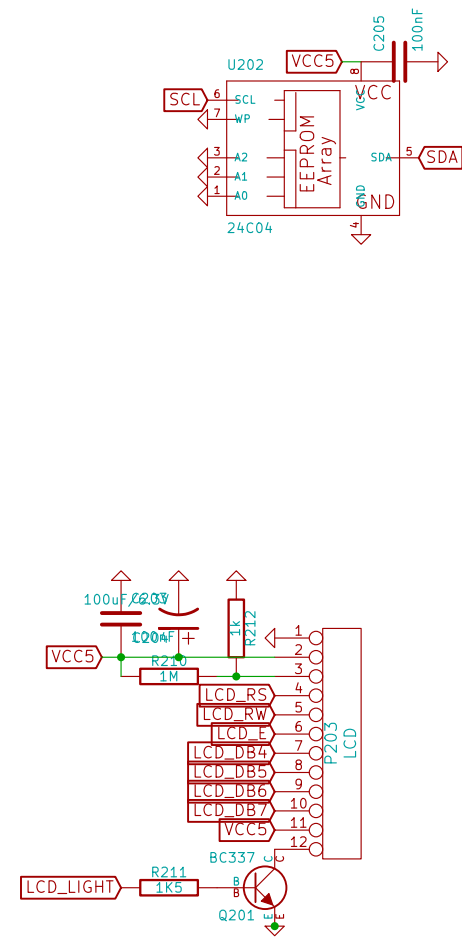 C205
100nF
VCC5
U202
8
VCC
VCC
SCL
6
SCL
7
WP
3
A2
2
A1
1
A0
EEPROM
Array
SDA
5
SDA
GND
GND
4
24C04
100uF/6.3V
C203
C204
100nF
1k
R212
VCC5
R210
1M
1
2
3
LCD_RS
4
LCD_RW
5
LCD_E
6
LCD_DB4
7
LCD_DB5
8
LCD_DB6
9
LCD_DB7
10
VCC5
11
12
P203
LCD
BC337
C
C
R211
LCD_LIGHT
1K5
B
B
Q201
E
E